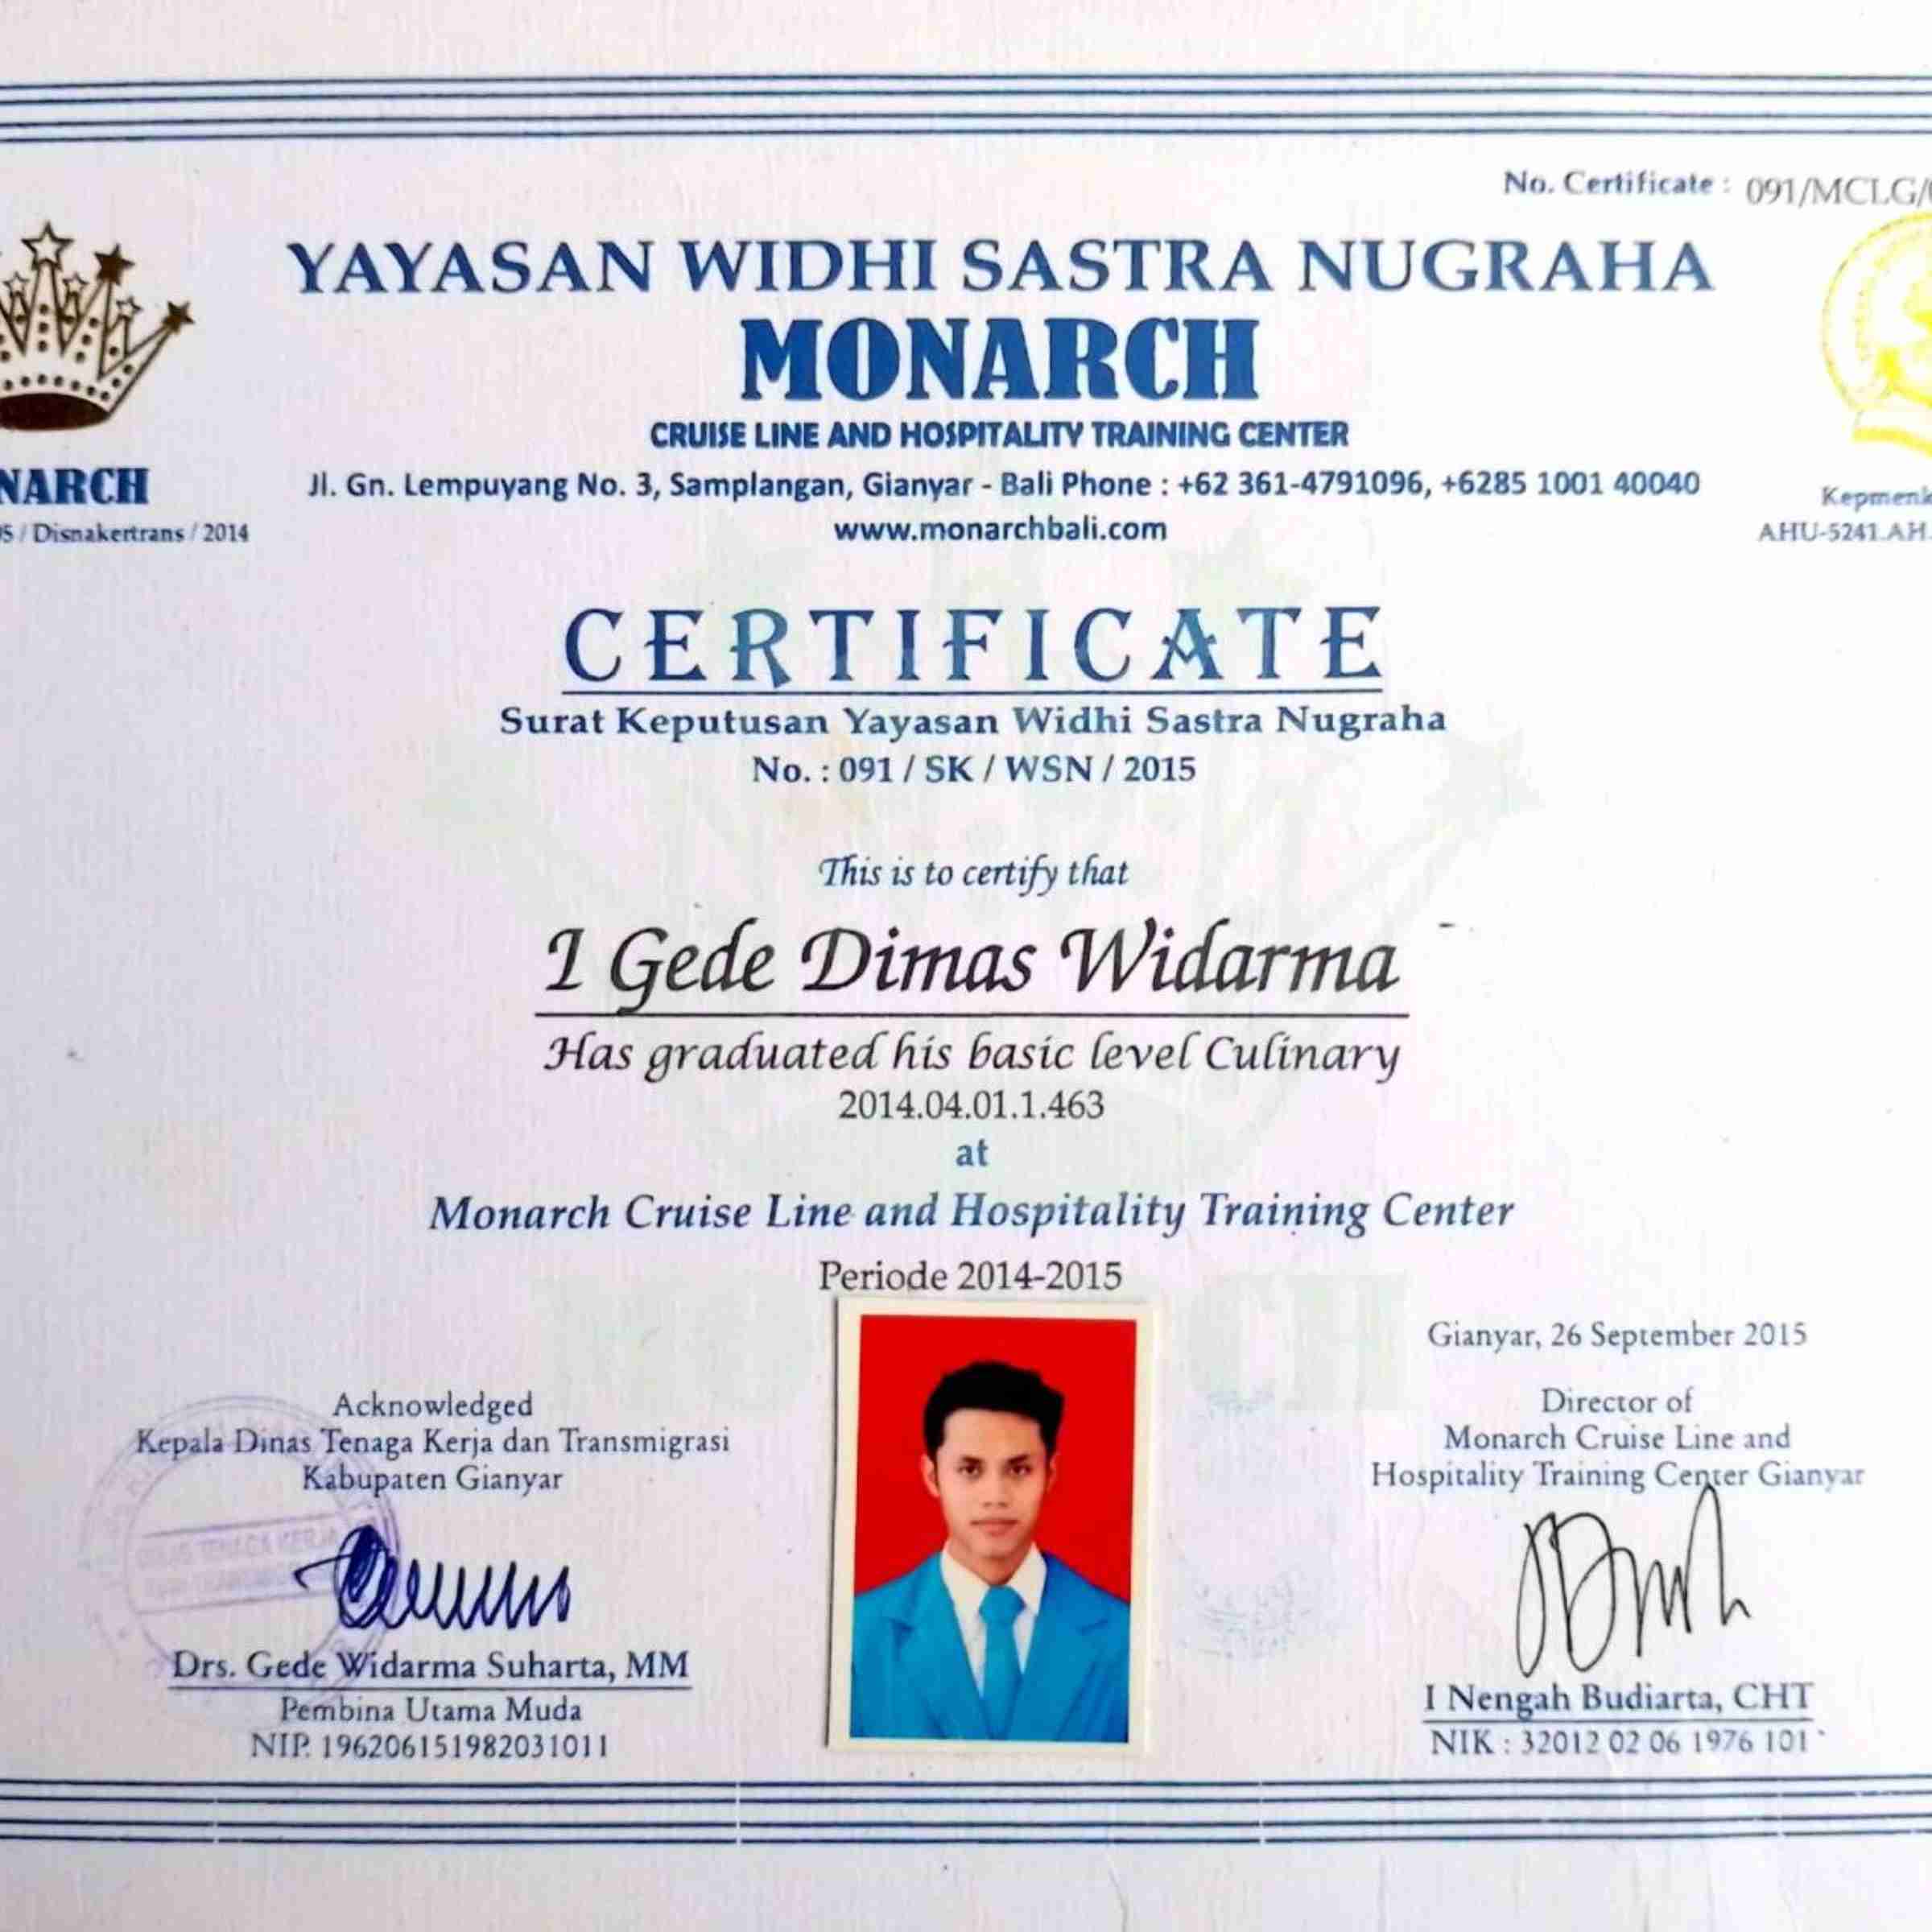 No. Certificate : 091/MCLG/
YAYASAN WIDHI SASTRA NUGRAHA
MONARCH
CRUISE LINE AND HOSPITALITY TRAINING CENTER
NARCH
Jl. Gn. Lempuyang No. 3, Samplangan, Gianyar - Bali Phone : +62 361-4791096, +6285 1001 40040
Kepmenk
5 / Disnakertrans / 2014
www.monarchbali.com
AHU-5241.AH.
CERTIFICATE
Surat Keputusan Yayasan Widhi Sastra Nugraha
No. : 091 / SK / WSN / 2015
This is to certify that
I Gede Dimas Widarma
Has graduated his basic level Culinary
2014.04.01.1.463
at
Monarch Cruise Line and Hospitality Training Center
Periode 2014-2015
Gianyar, 26 September 2015
Acknowledged
Kepala Dinas Tenaga Kerja dan Transmigrasi
Kabupaten Gianyar
Director of
Monarch Cruise Line and
Hospitality Training Center Gianyar
DINAS TENAGA KERJA
Drs. Gede Widarma Suharta, MM
Pembina Utama Muda
NIP. 196206151982031011
I Nengah Budiarta, CHT
NIK : 32012 02 06 1976 101